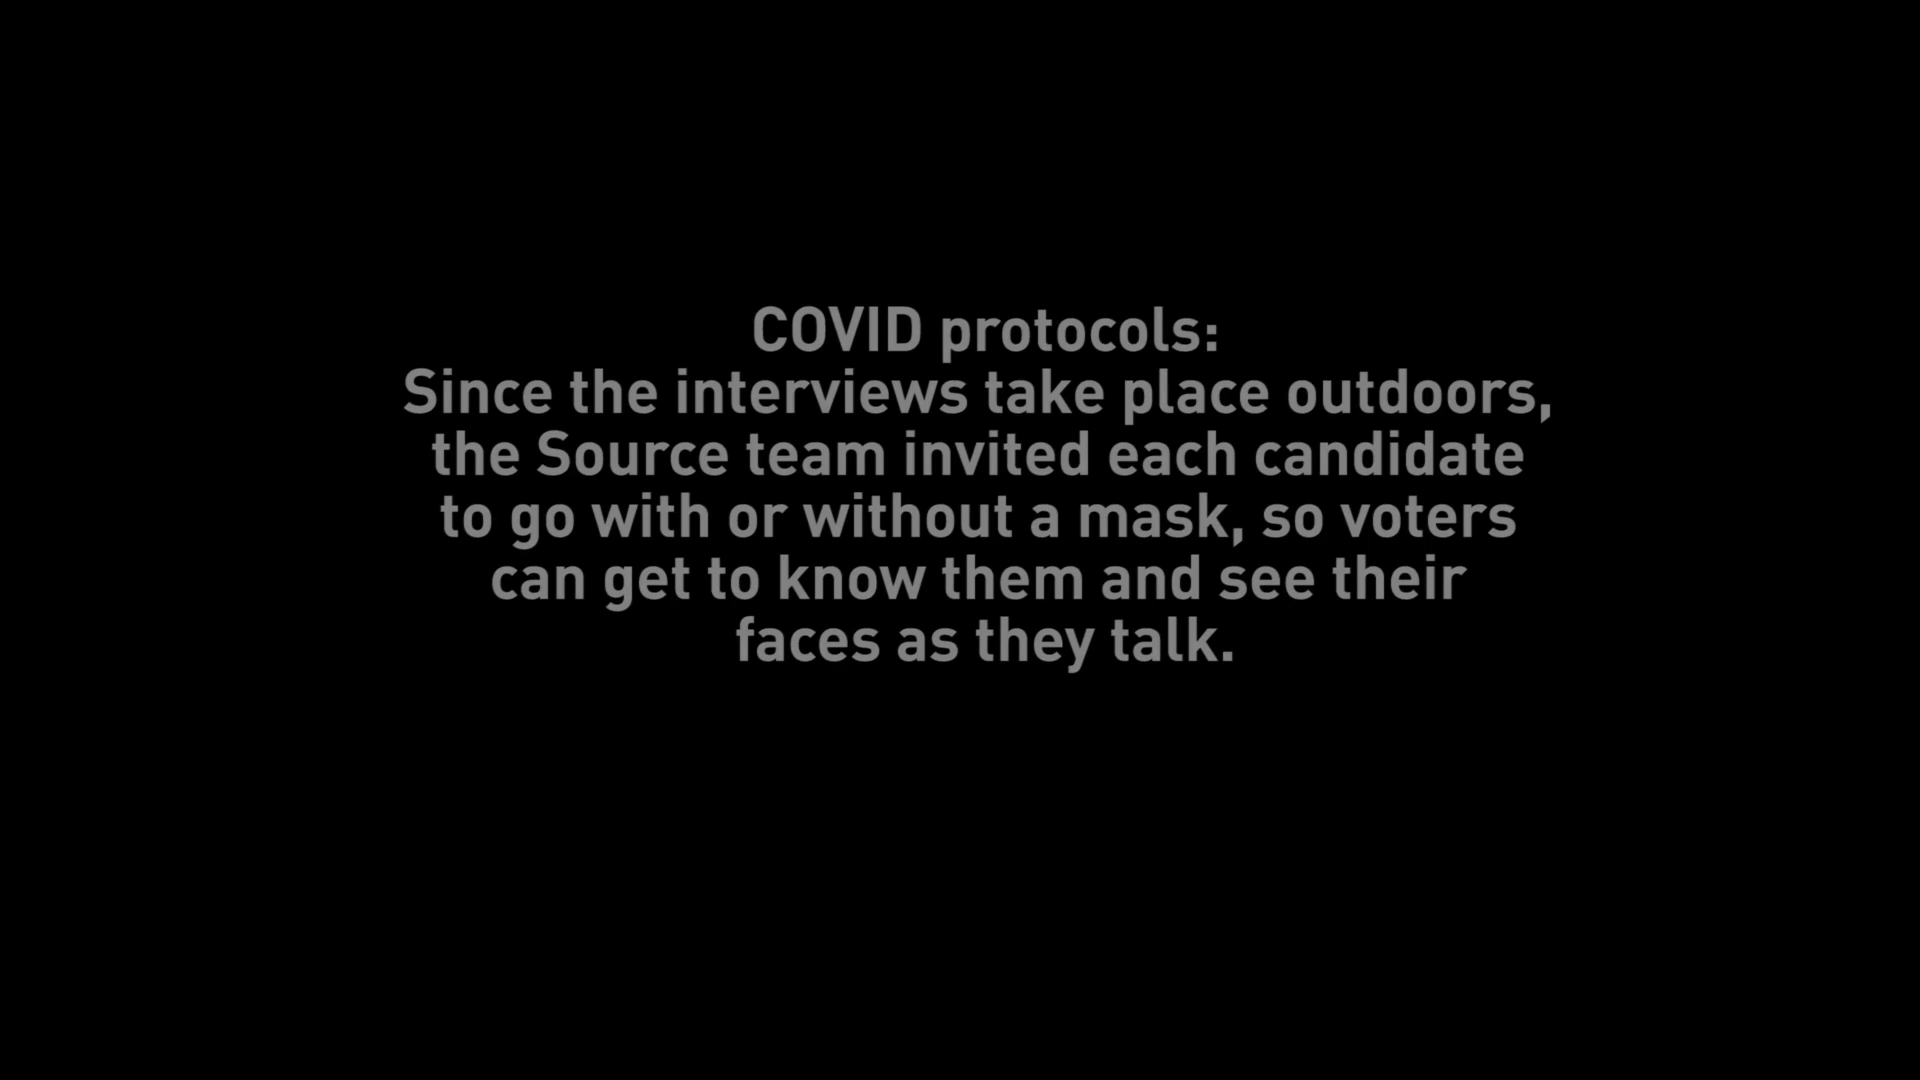 COVID protocols:
Since the interviews take place outdoors,
the Source team invited each candidate
to go with or without a mask, so voters
can get to know them and see their
faces as they talk.